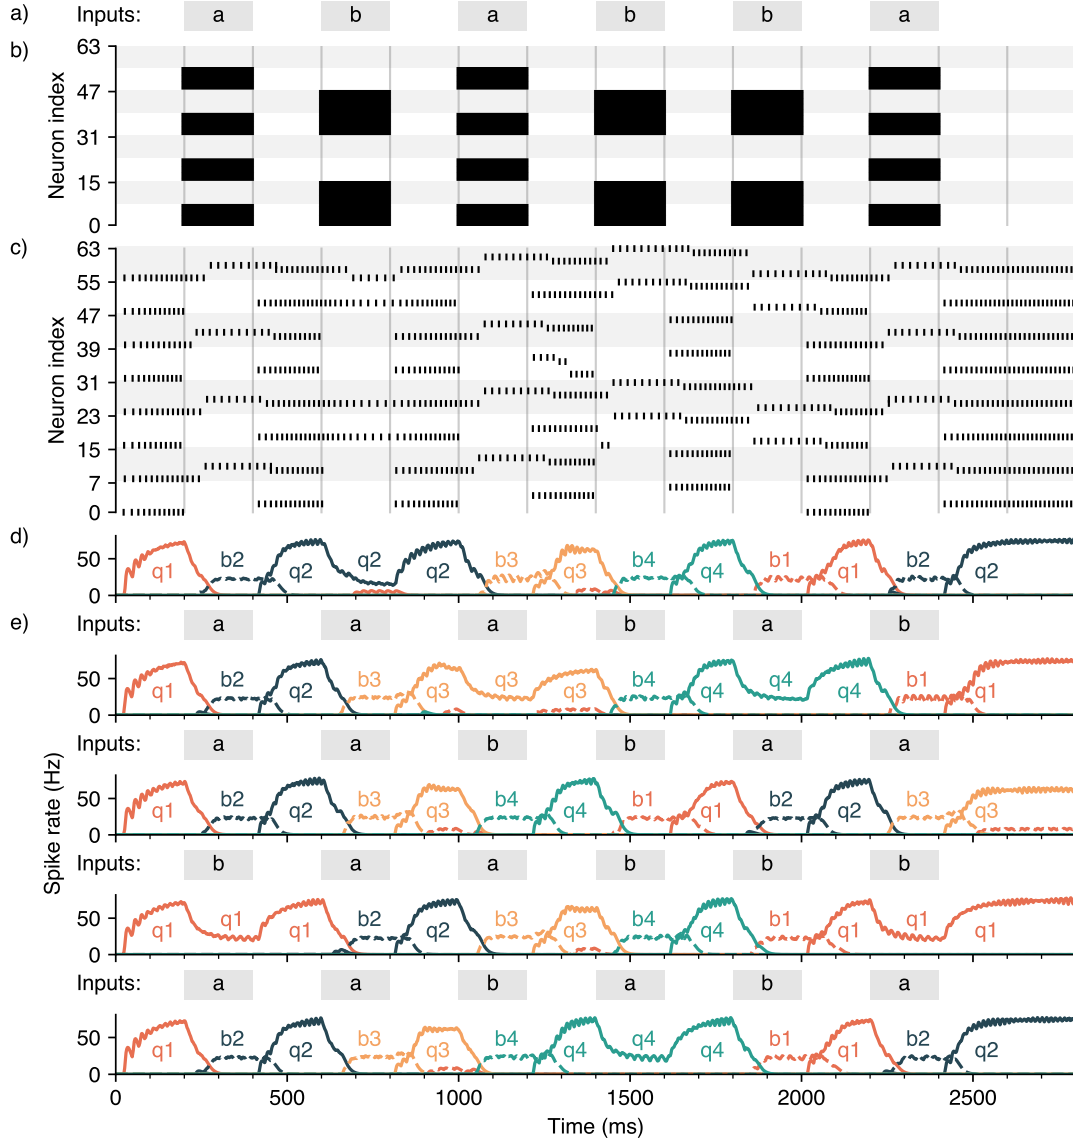 a) Inputs: a b a b b a
b)
Neuron index
63
47
31
15
0
c)
Neuron index
63
55
47
39
31
23
15
7
0
d)
50
0
q1 b2 q2 q2 q2 b3 q3 b4 q4 b1 q1 b2 q2
e) Inputs: a a a b a b
50
0
q1 b2 q2 b3 q3 q3 q3 b4 q4 q4 q4 b1 q1
Inputs: a a b b a a
50
0
q1 b2 q2 b3 q3 b4 q4 b1 q1 b2 q2 b3 q3
Spike rate (Hz)
Inputs: b a a b b b
50
0
q1 q1 q1 b2 q2 b3 q3 b4 q4 b1 q1 q1 q1
Inputs: a a b a b a
50
0
q1 b2 q2 b3 q3 b4 q4 q4 q4 b1 q1 b2 q2
0 500 1000 1500 2000 2500
Time (ms)